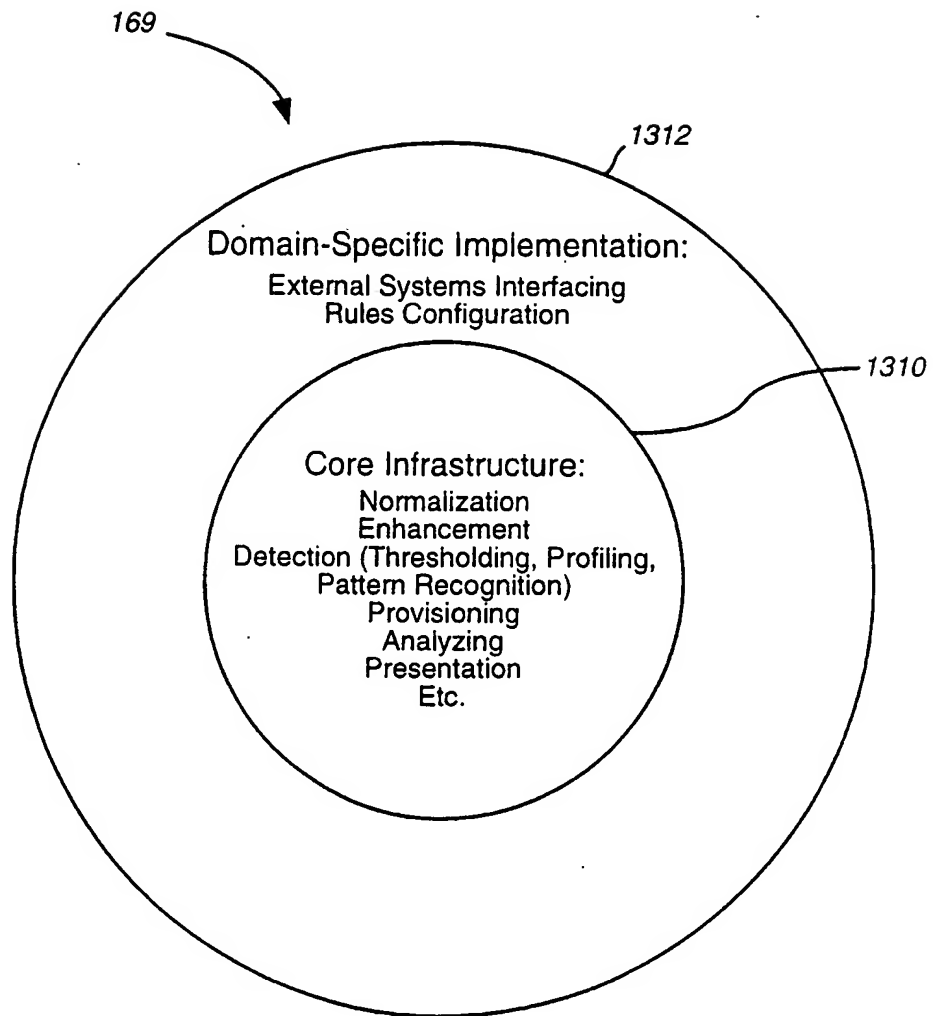 169
1312
Domain-Specific Implementation:
External Systems Interfacing
Rules Configuration
1310
Core Infrastructure:
Normalization
Enhancement
Detection (Thresholding, Profiling,
Pattern Recognition)
Provisioning
Analyzing
Presentation
Etc.